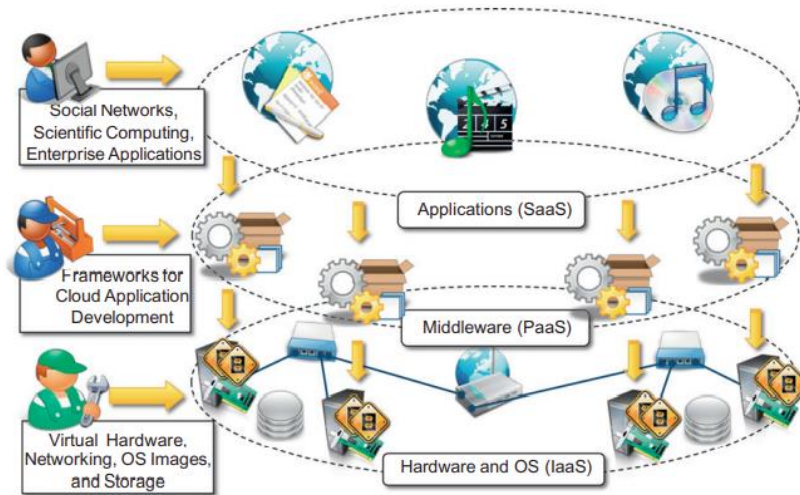 Social Networks,
Scientific Computing,
Enterprise Applications
Applications (SaaS)
Frameworks for
Cloud Application
Development
Middleware (PaaS)
Virtual Hardware,
Networking, OS Images,
and Storage
Hardware and OS (IaaS)